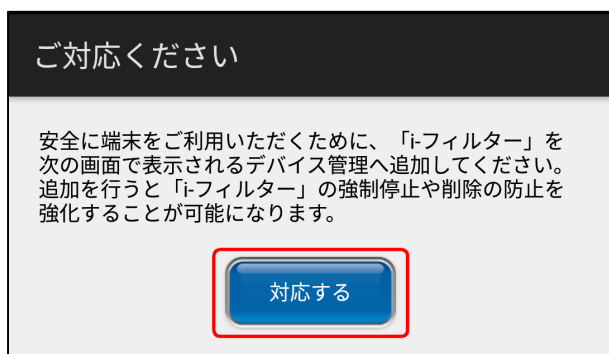 ご対応ください
安全に端末をご利用いただくために、「i-フィルター」を
次の画面で表示されるデバイス管理へ追加してください。
追加を行うと「i-フィルター」の強制停止や削除の防止を
強化することが可能になります。
対応する